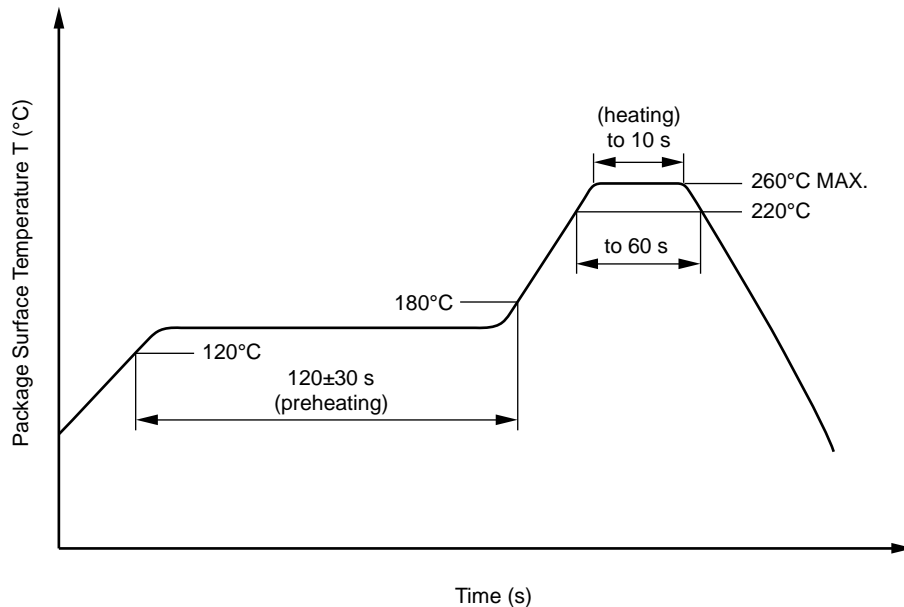 Package Surface Temperature T (°C)
(heating)
to 10 s
260°C MAX.
220°C
to 60 s
180°C
120°C
120±30 s
(preheating)
Time (s)